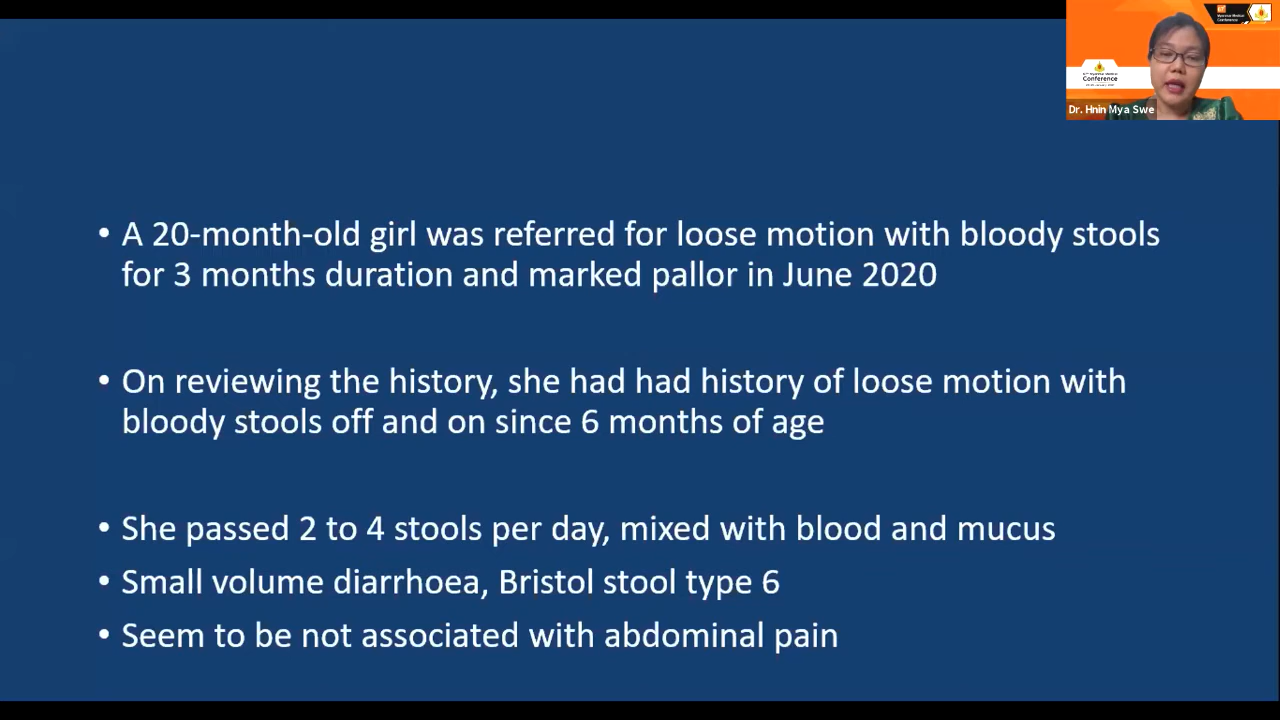 Myanmar Medical
Conference
Conference
Dr. Hnin Mya Swe
• A 20-month-old girl was referred for loose motion with bloody stools
for 3 months duration and marked pallor in June 2020
• On reviewing the history, she had had history of loose motion with
bloody stools off and on since 6 months of age
• She passed 2 to 4 stools per day, mixed with blood and mucus
• Small volume diarrhoea, Bristol stool type 6
• Seem to be not associated with abdominal pain